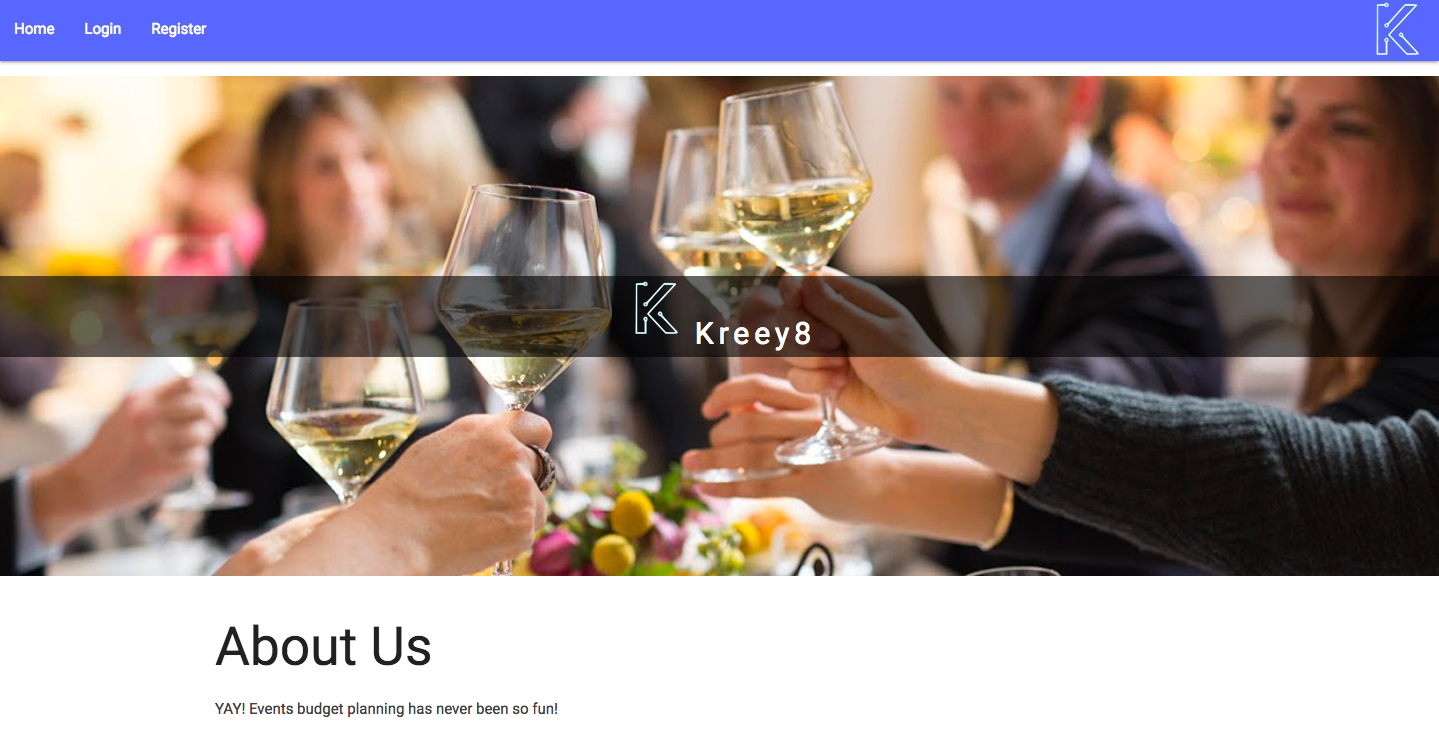 Home Login Register
Kreey8
About Us
YAY! Events budget planning has never been so fun!